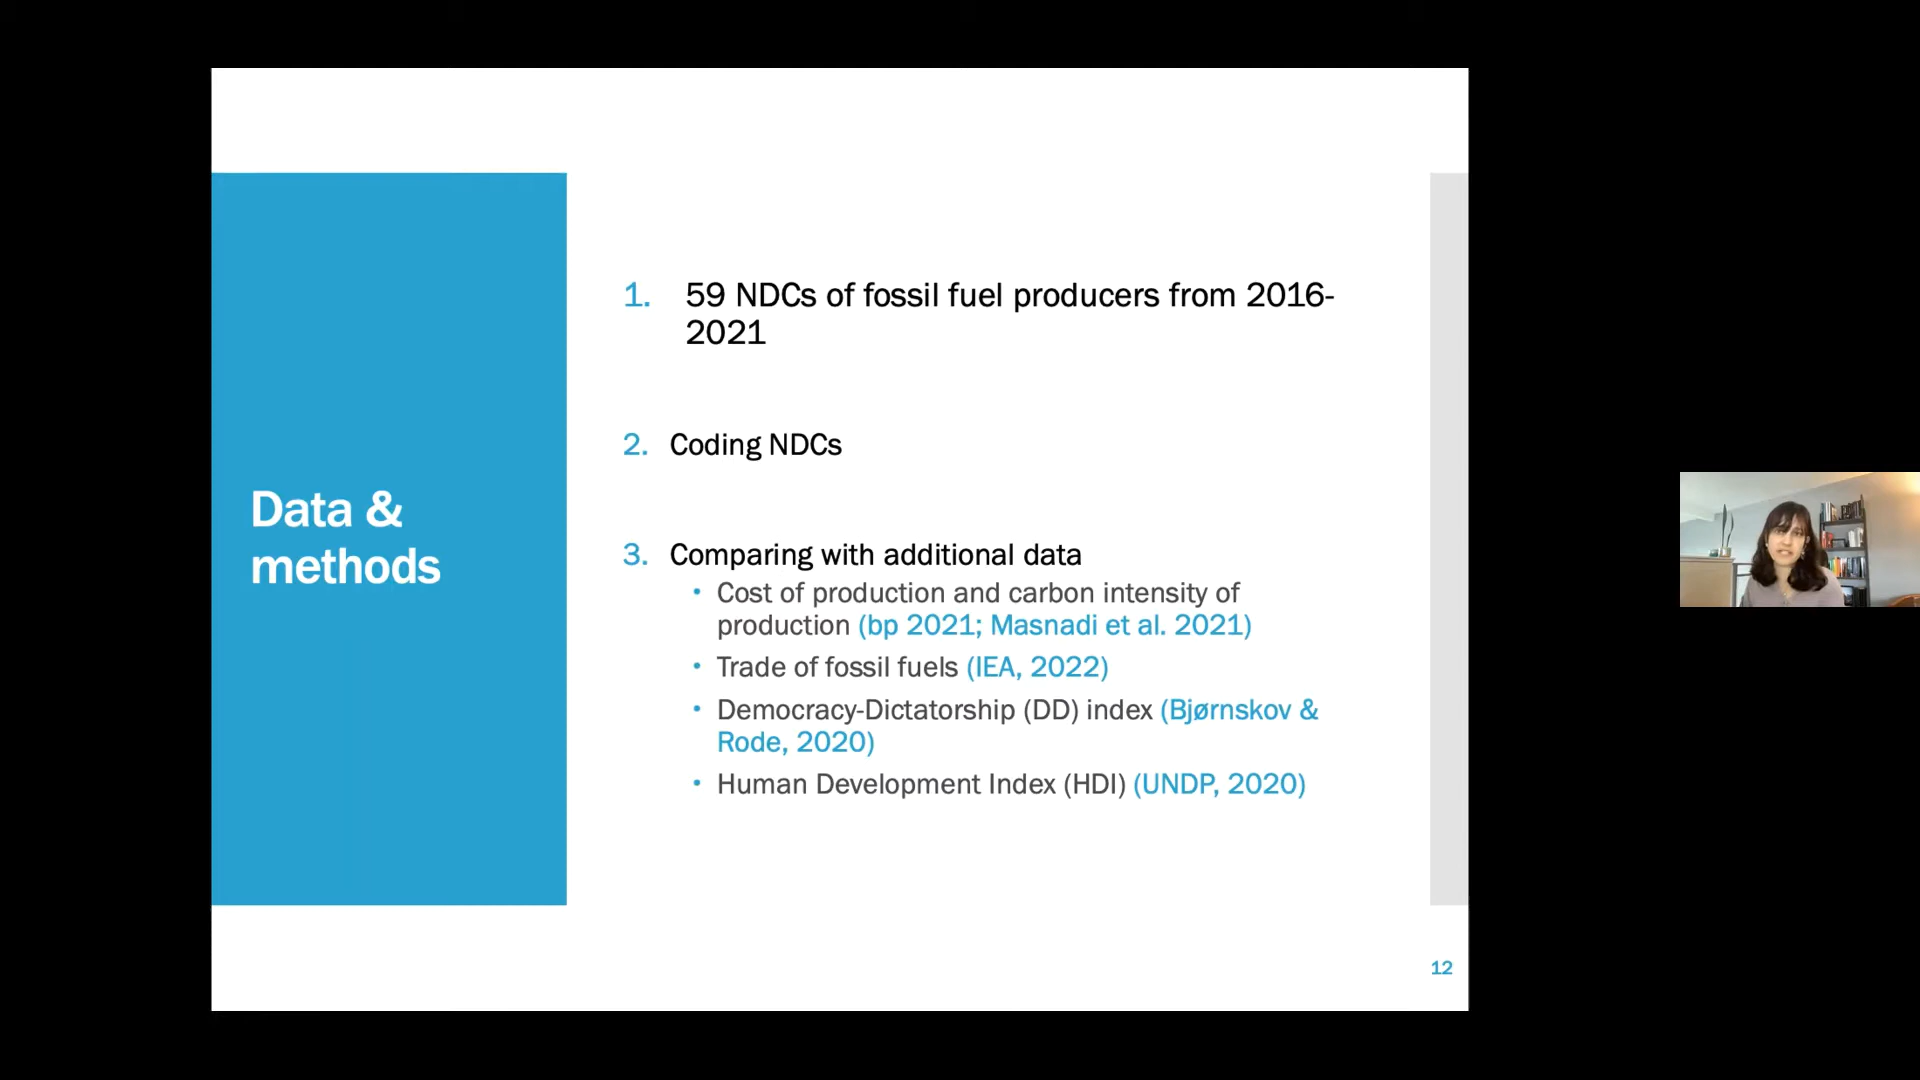 Data &
methods
1. 59 NDCs of fossil fuel producers from 2016-
2021
2. Coding NDCs
3. Comparing with additional data
• Cost of production and carbon intensity of
production (bp 2021; Masnadi et al. 2021)
• Trade of fossil fuels (IEA, 2022)
• Democracy-Dictatorship (DD) index (Bjørnskov &
Rode, 2020)
• Human Development Index (HDI) (UNDP, 2020)
12